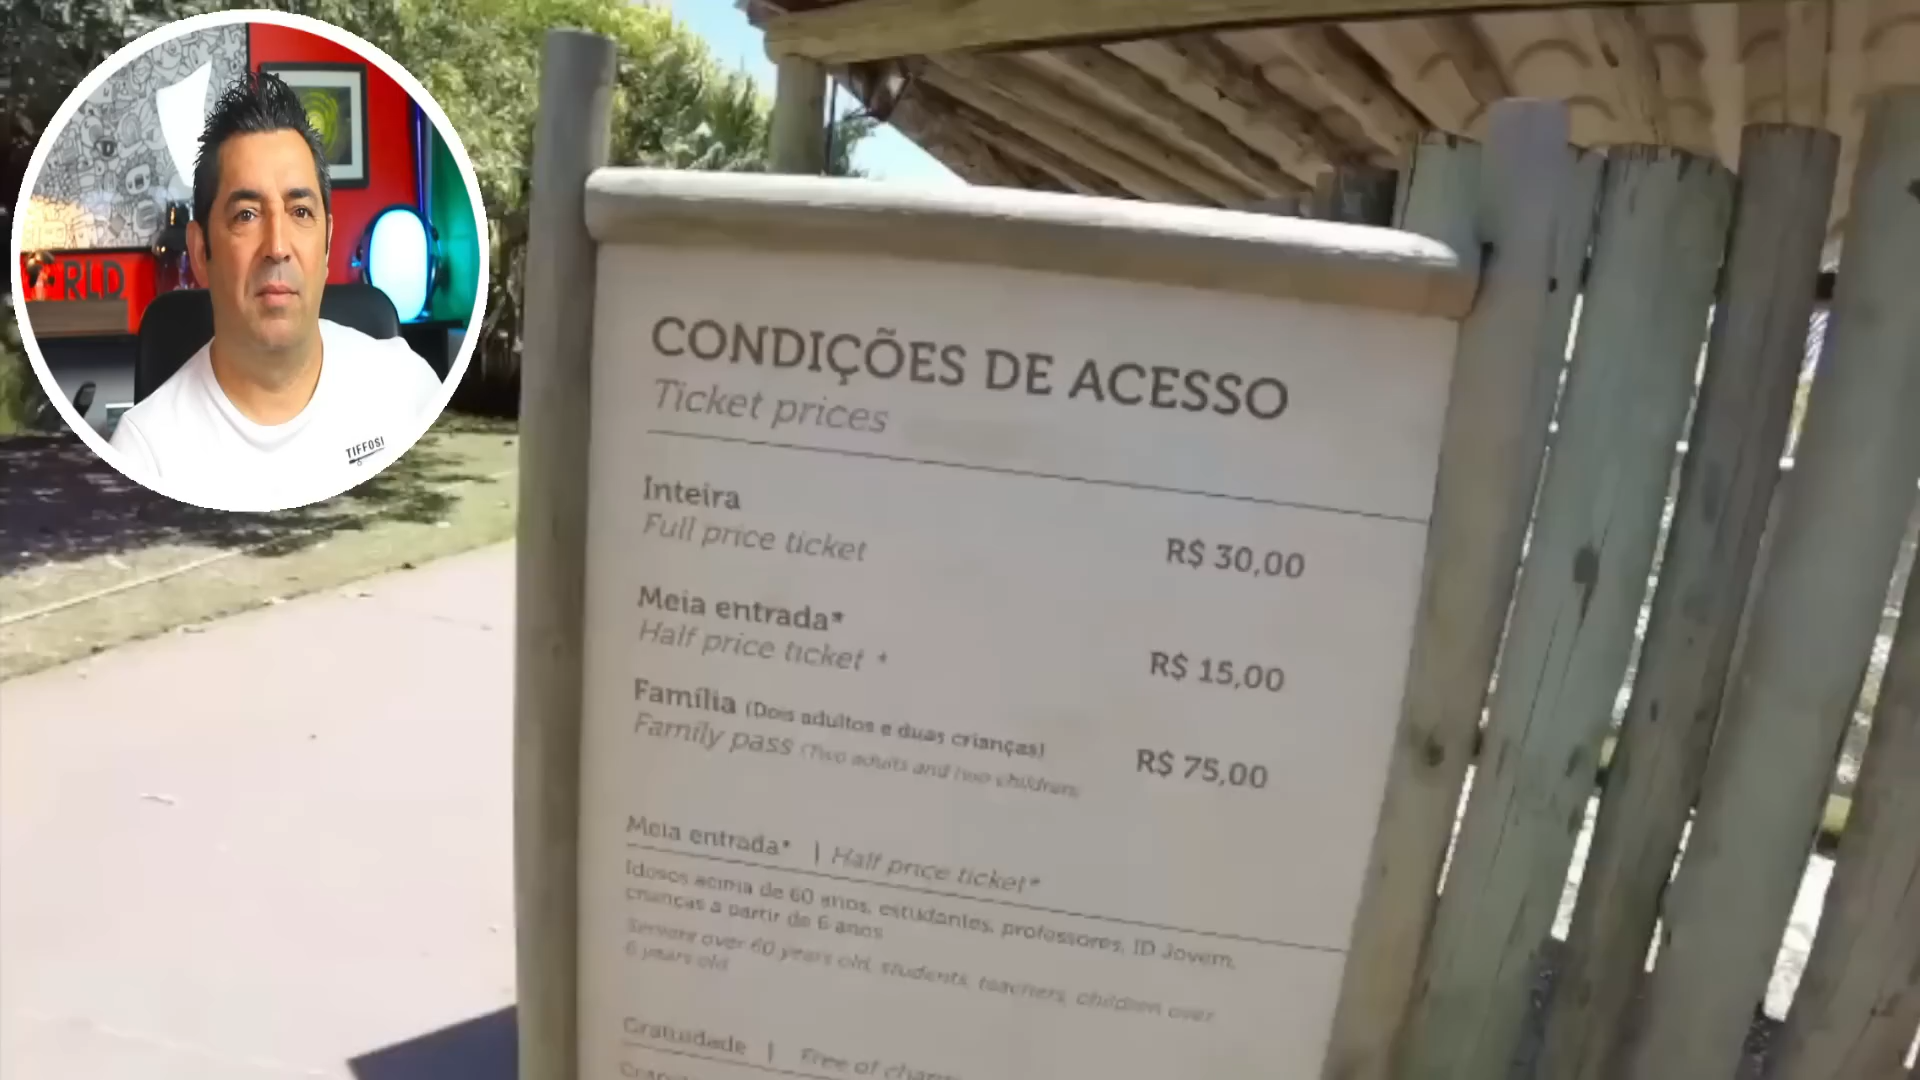 RLD
TIFFOSI
CONDIÇÕES DE ACESSO
Ticket prices
Inteira
Full price ticket
R$ 30,00
Meia entrada*
Half price ticket *
R$ 15,00
Família (Dois adultos e duas crianças)
Family pass (Two adults and two children)
R$ 75,00
Meia entrada* | Half price ticket*
Idosos acima de 60 anos, estudantes, professores, ID Jovem,
crianças a partir de 6 anos
over 60 years old, students, teachers, children over
6 years old
Gratuidade | Free of